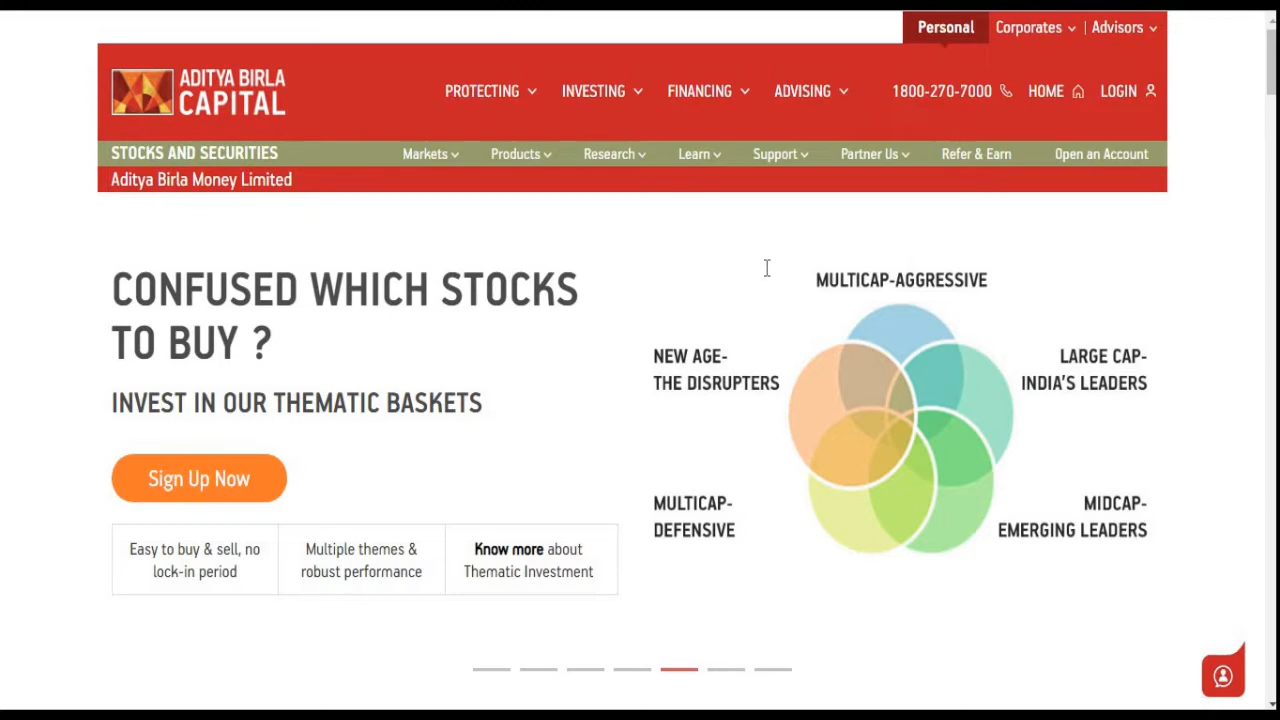 Personal Corporates | Advisors
ADITYA BIRLA
CAPITAL
PROTECTING INVESTING FINANCING ADVISING 1800-270-7000 HOME LOGIN
STOCKS AND SECURITIES Markets Products Research Learn Support Partner Us Refer & Earn Open an Account
Aditya Birla Money Limited
CONFUSED WHICH STOCKS
TO BUY ?
INVEST IN OUR THEMATIC BASKETS
Sign Up Now
Easy to buy & sell, no
lock-in period
Multiple themes &
robust performance
Know more about
Thematic Investment
MULTICAP-AGGRESSIVE
NEW AGE-
THE DISRUPTERS
LARGE CAP-
INDIA'S LEADERS
MULTICAP-
DEFENSIVE
MIDCAP-
EMERGING LEADERS